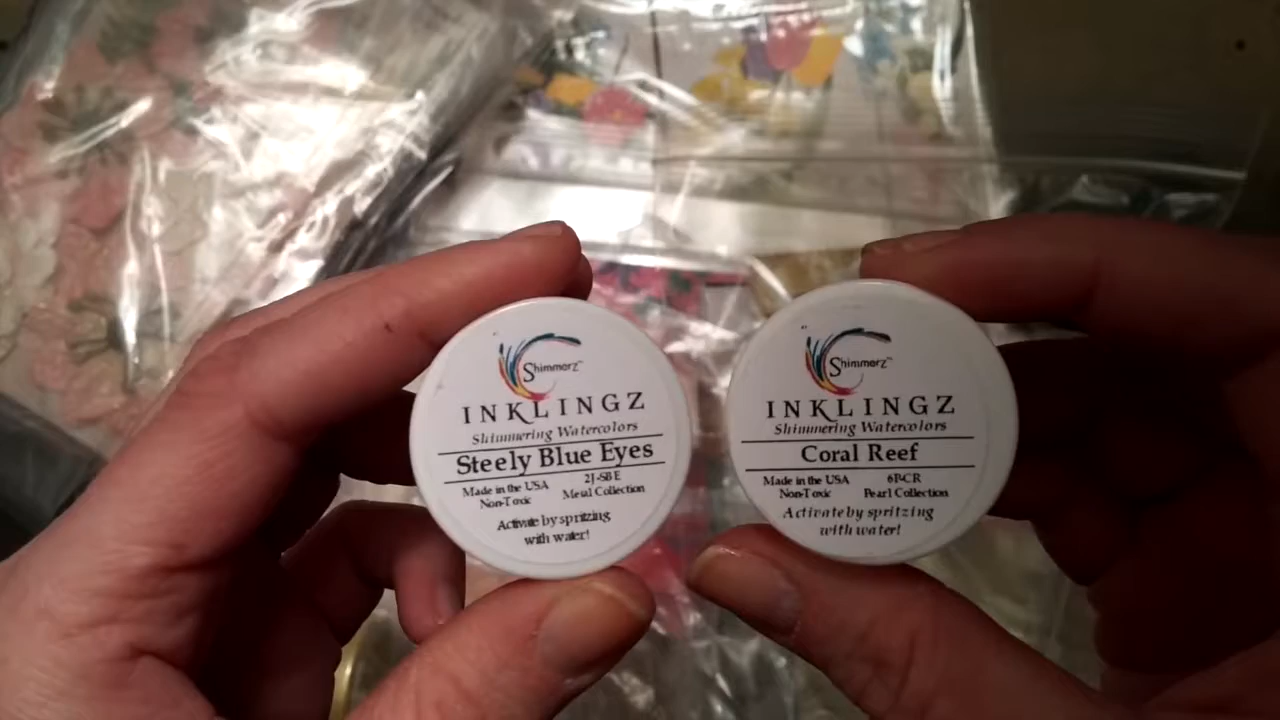 Shimmerz™
INKLINGZ
Shimmering Watercolors
Steely Blue Eyes
Made in the USA
Non-Toxic
2J-SBE
Metal Collection
Activate by spritzing
with water!
Shimmerz™
INKLINGZ
Shimmering Watercolors
Coral Reef
Made in the USA
Non-Toxic
6P-CR
Pearl Collection
Activate by spritzing
with water!